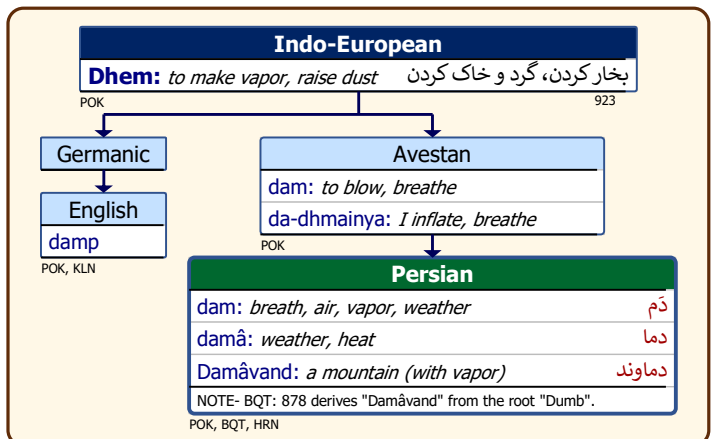 Indo-European
Dhem: to make vapor, raise dust بخار کردن، گرد و خاک کردن
POK 923
Germanic
Avestan
dam: to blow, breathe
English
da-dhmainya: I inflate, breathe
damp
POK
POK, KLN
Persian
dam: breath, air, vapor, weather دَم
damâ: weather, heat دما
Damâvand: a mountain (with vapor) دماوند
NOTE- BQT: 878 derives "Damâvand" from the root "Dumb".
POK, BQT, HRN